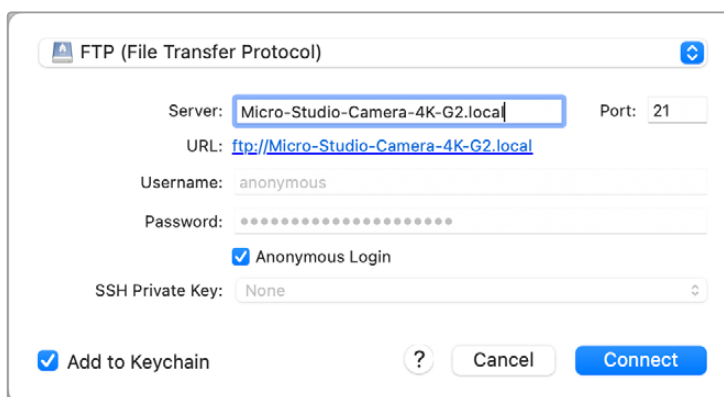 FTP (File Transfer Protocol)
Server: Micro-Studio-Camera-4K-G2.local Port: 21
URL: ftp://Micro-Studio-Camera-4K-G2.local
Username: anonymous
Password: ●●●●●●●●●●●●●●●●●●●●●
Anonymous Login
SSH Private Key: None
Add to Keychain ? Cancel Connect